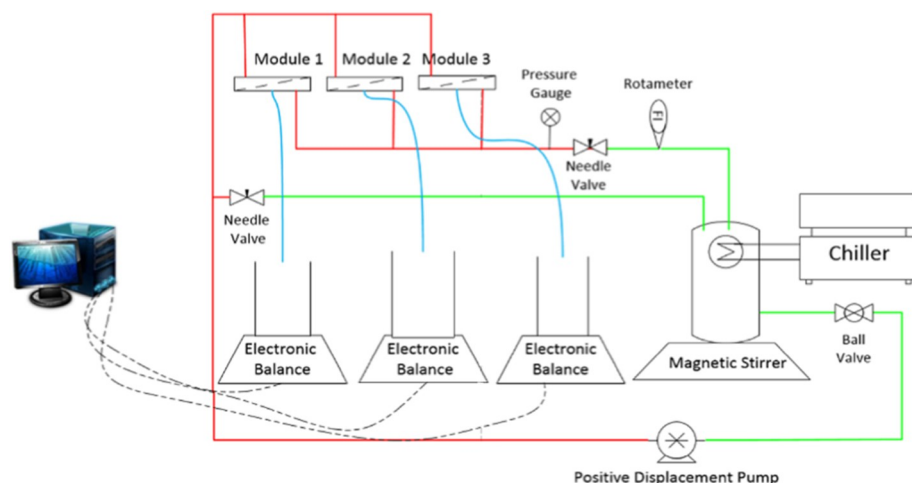 Module 1
Module 2
Module 3
Pressure
Gauge
Rotameter
FI
Needle
Valve
Needle
Valve
Chiller
Electronic
Balance
Electronic
Balance
Electronic
Balance
Magnetic Stirrer
Ball
Valve
Positive Displacement Pump